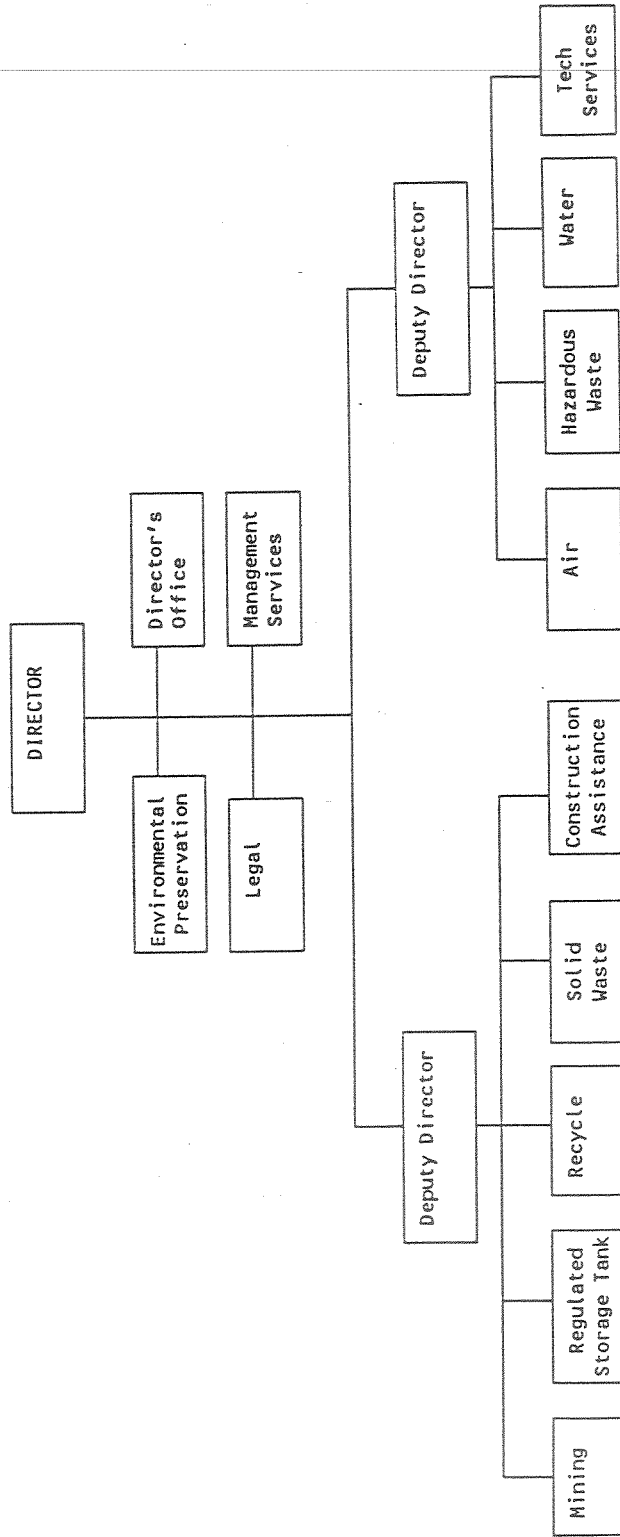 DIRECTOR
Environmental
Preservation
Director's
Office
Legal
Management
Services
Deputy Director
Deputy Director
Mining
Regulated
Storage Tank
Recycle
Solid
Waste
Construction
Assistance
Air
Hazardous
Waste
Water
Tech
Services